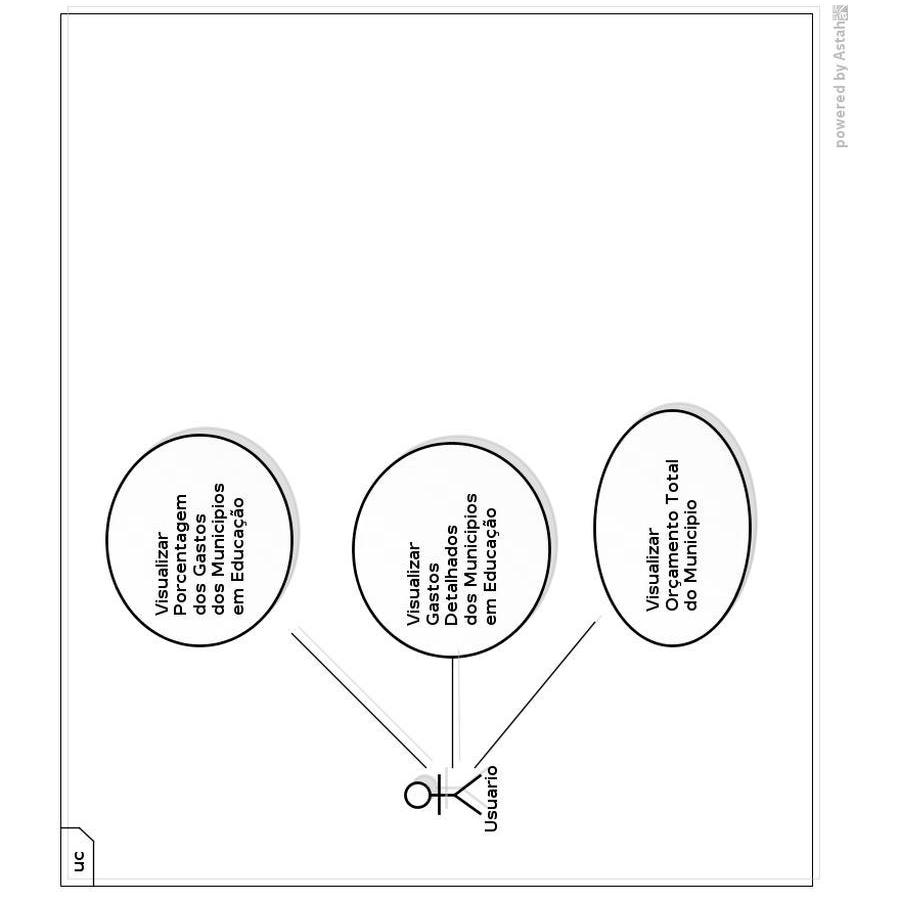 uc
Visualizar
Porcentagem
dos Gastos
dos Municipios
em Educação
Visualizar
Gastos
Detalhados
dos Municipios
em Educação
Usuario
Visualizar
Orçamento Total
do Municipio
powered by Astah